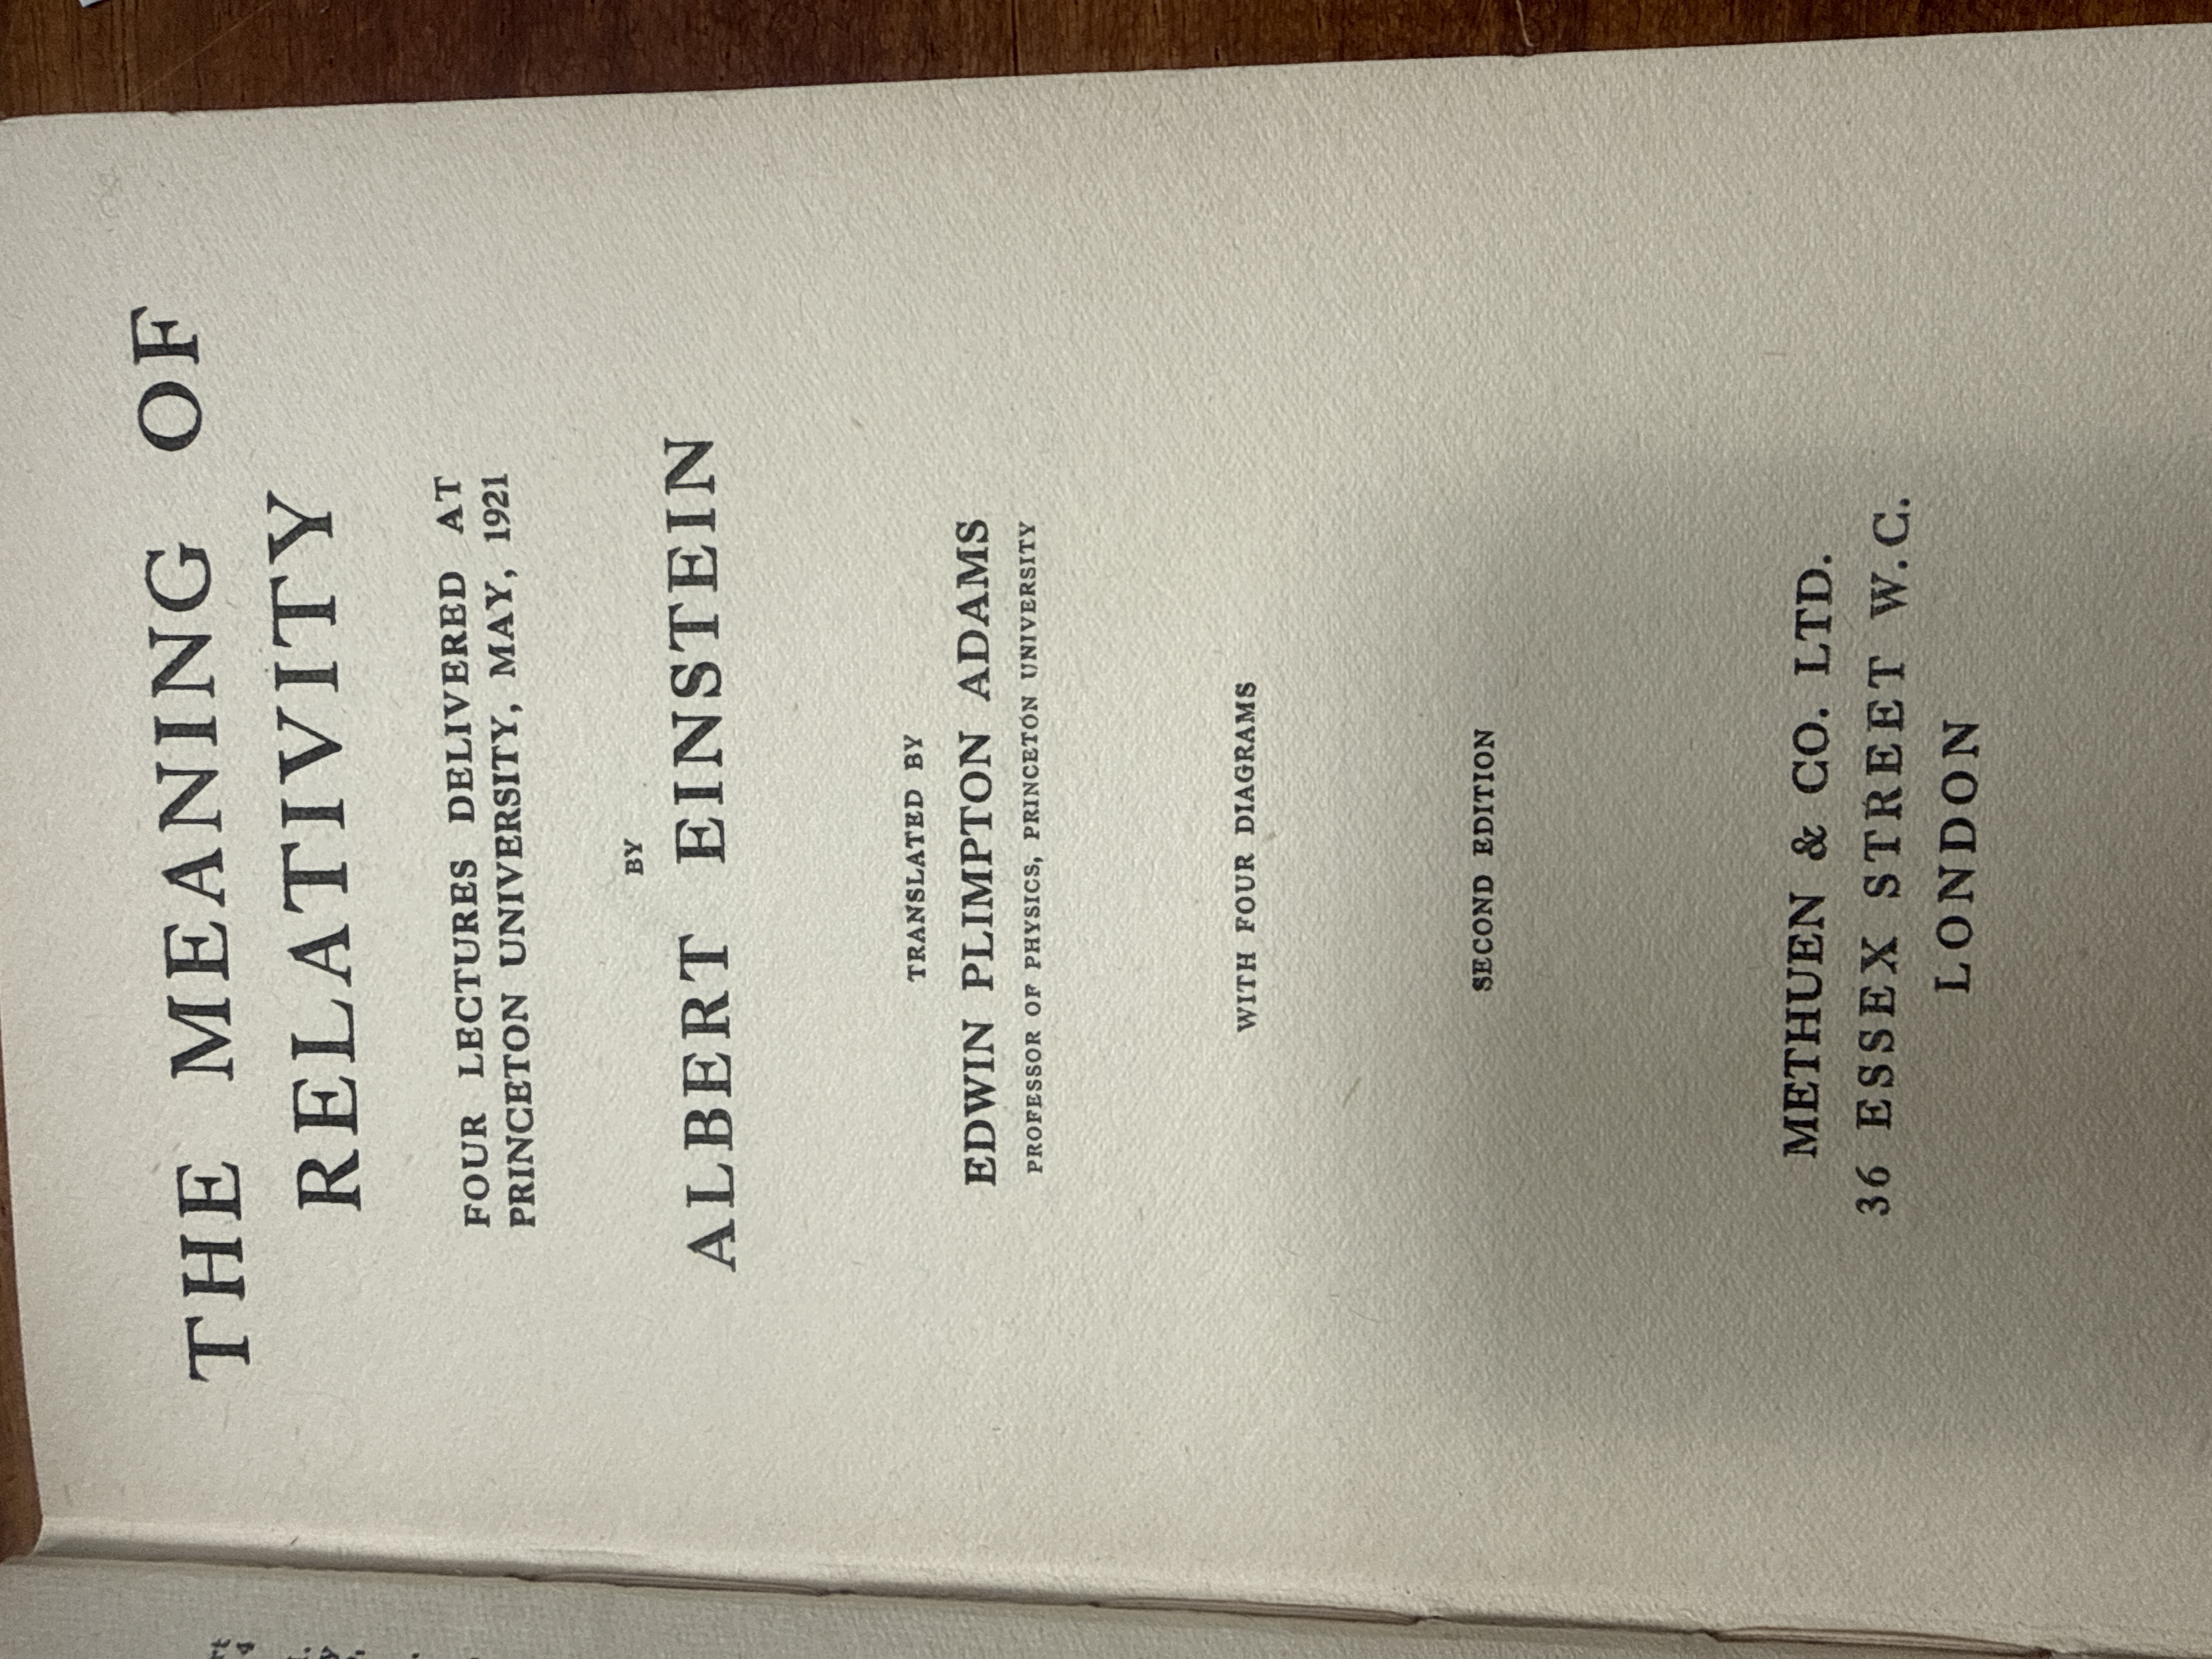 THE MEANING OF
RELATIVITY
FOUR LECTURES DELIVERED AT
PRINCETON UNIVERSITY, MAY, 1921
BY
ALBERT EINSTEIN
TRANSLATED BY
EDWIN PLIMPTON ADAMS
PROFESSOR OF PHYSICS, PRINCETON UNIVERSITY
WITH FOUR DIAGRAMS
SECOND EDITION
METHUEN & CO. LTD.
36 ESSEX STREET W.C.
LONDON